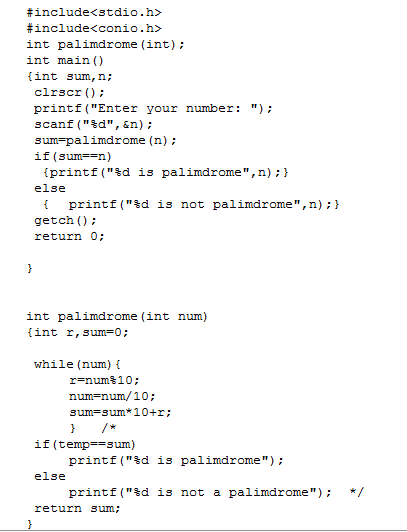 #include<stdio.h>
#include<conio.h>
int palimdrome(int);
int main()
{int sum,n;
clrscr();
printf("Enter your number: ");
scanf("%d",&n);
sum=palimdrome(n);
if(sum==n)
{printf("%d is palimdrome",n);}
else
{ printf("%d is not palimdrome",n);}
getch();
return 0;
}
int palimdrome(int num)
{int r,sum=0;
while(num){
r=num%10;
num=num/10;
sum=sum*10+r;
} /*
if(temp==sum)
printf("%d is palimdrome");
else
printf("%d is not a palimdrome"); */
return sum;
}